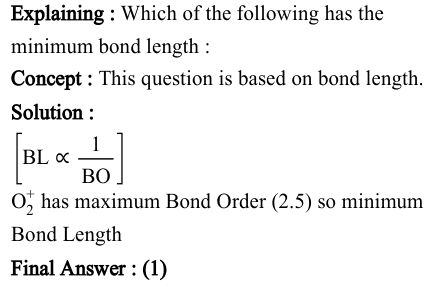 Explaining : Which of the following has the
minimum bond length :
Concept : This question is based on bond length.
Solution :
[BL ∝ 1/BO]
O₂⁺ has maximum Bond Order (2.5) so minimum
Bond Length
Final Answer : (1)